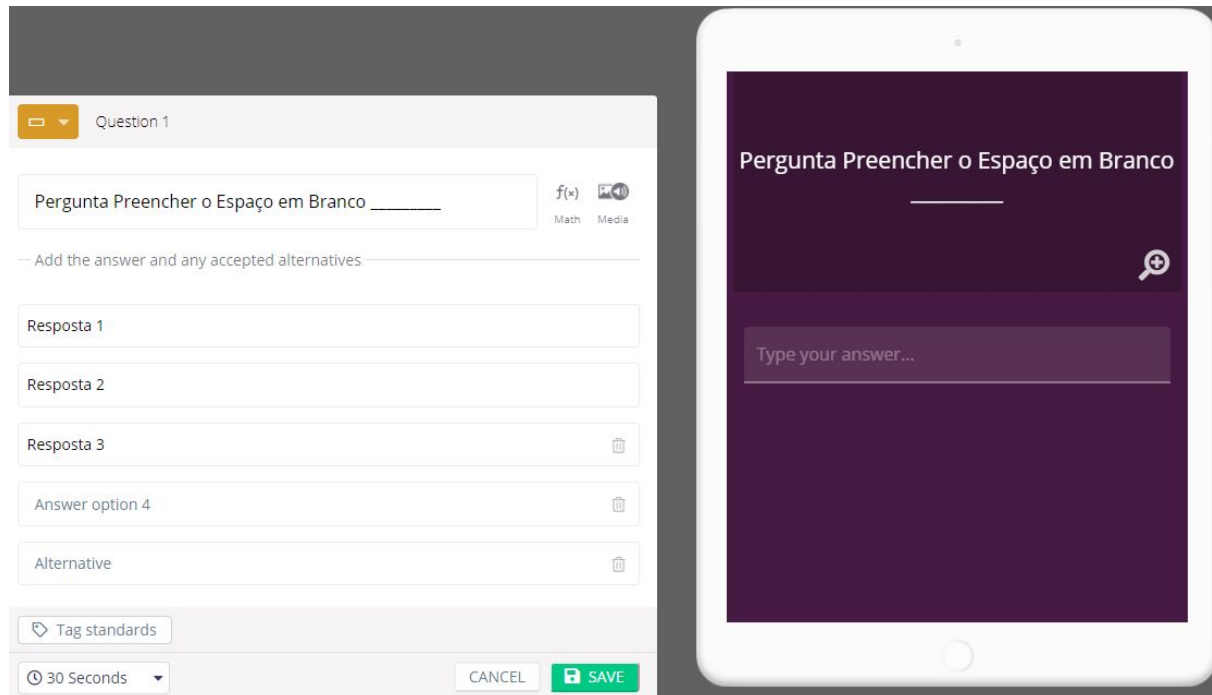 Question 1
Pergunta Preencher o Espaço em Branco _________
f(x)
Math Media
Add the answer and any accepted alternatives
Resposta 1
Resposta 2
Resposta 3
Answer option 4
Alternative
Tag standards
30 Seconds
CANCEL
SAVE
Pergunta Preencher o Espaço em Branco
_________
Type your answer...